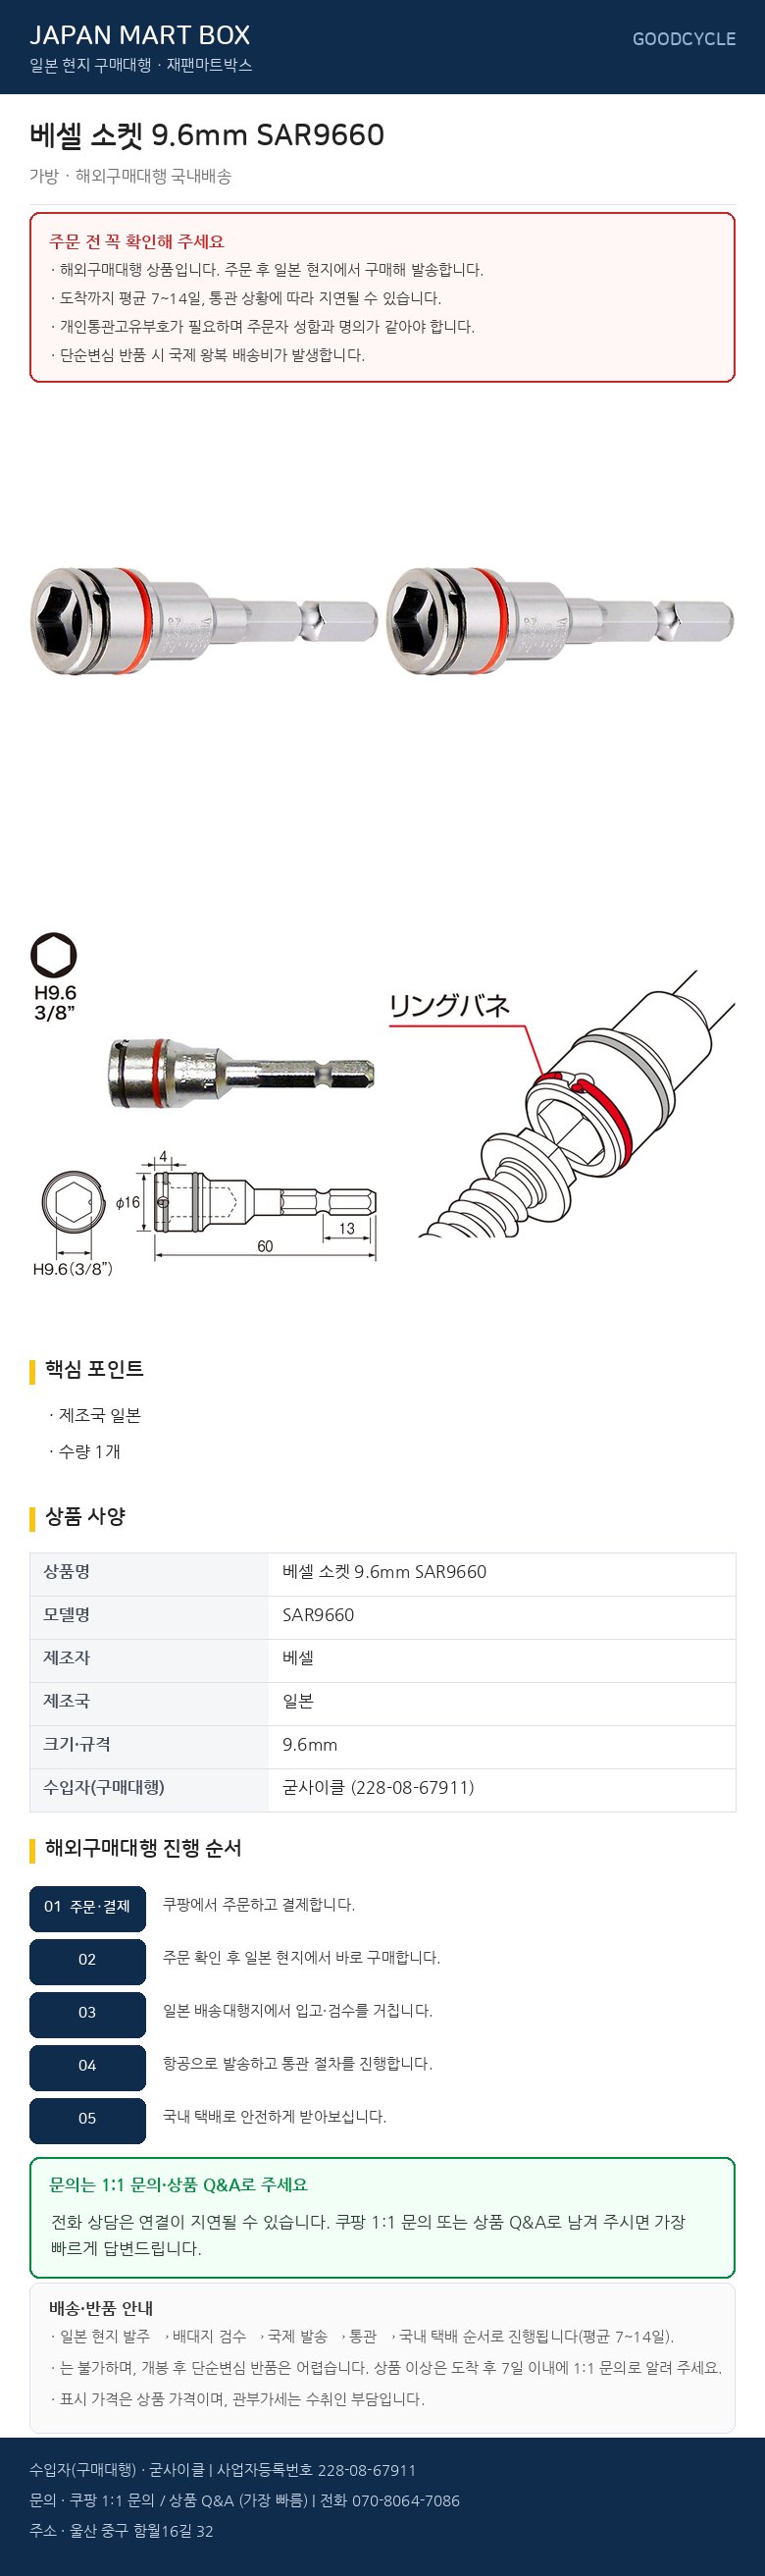 JAPAN MART BOX
일본 현지 구매대행 · 재팬마트박스
GOODCYCLE
베셀 소켓 9.6mm SAR9660
가방 · 해외구매대행 국내배송
주문 전 꼭 확인해 주세요
· 해외구매대행 상품입니다. 주문 후 일본 현지에서 구매해 발송합니다.
· 도착까지 평균 7~14일, 통관 상황에 따라 지연될 수 있습니다.
· 개인통관고유부호가 필요하며 주문자 성함과 명의가 같아야 합니다.
· 단순변심 반품 시 국제 왕복 배송비가 발생합니다.
H9.6
3/8”
リングバネ
4
φ16
13
60
H9.6(3/8”)
핵심 포인트
· 제조국 일본
· 수량 1개
상품 사양
상품명 베셀 소켓 9.6mm SAR9660
모델명 SAR9660
제조자 베셀
제조국 일본
크기·규격 9.6mm
수입자(구매대행) 굳사이클 (228-08-67911)
해외구매대행 진행 순서
01 주문·결제 쿠팡에서 주문하고 결제합니다.
02 주문 확인 후 일본 현지에서 바로 구매합니다.
03 일본 배송대행지에서 입고·검수를 거칩니다.
04 항공으로 발송하고 통관 절차를 진행합니다.
05 국내 택배로 안전하게 받아보십니다.
문의는 1:1 문의·상품 Q&A로 주세요
전화 상담은 연결이 지연될 수 있습니다. 쿠팡 1:1 문의 또는 상품 Q&A로 남겨 주시면 가장
빠르게 답변드립니다.
배송·반품 안내
· 일본 현지 발주 → 배대지 검수 → 국제 발송 → 통관 → 국내 택배 순서로 진행됩니다(평균 7~14일).
· 는 불가하며, 개봉 후 단순변심 반품은 어렵습니다. 상품 이상은 도착 후 7일 이내에 1:1 문의로 알려 주세요.
· 표시 가격은 상품 가격이며, 관부가세는 수취인 부담입니다.
수입자(구매대행) · 굳사이클 | 사업자등록번호 228-08-67911
문의 · 쿠팡 1:1 문의 / 상품 Q&A (가장 빠름) | 전화 070-8064-7086
주소 · 울산 중구 함월16길 32